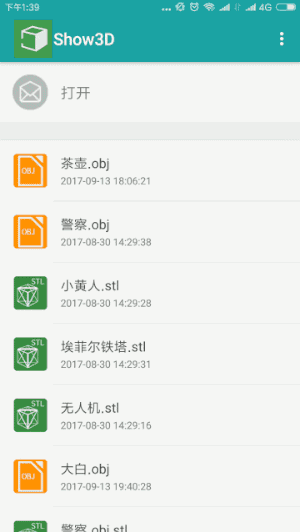 下午1:39
... 4G
Show3D
打开
OBJ
茶壶.obj
2017-09-13 18:06:21
OBJ
警察.obj
2017-08-30 14:29:38
STL
小黄人.stl
2017-08-30 14:29:28
STL
埃菲尔铁塔.stl
2017-08-30 14:29:31
STL
无人机.stl
2017-08-30 14:29:16
OBJ
大白.obj
2017-09-13 19:40:28
STL
警察.obj.stl